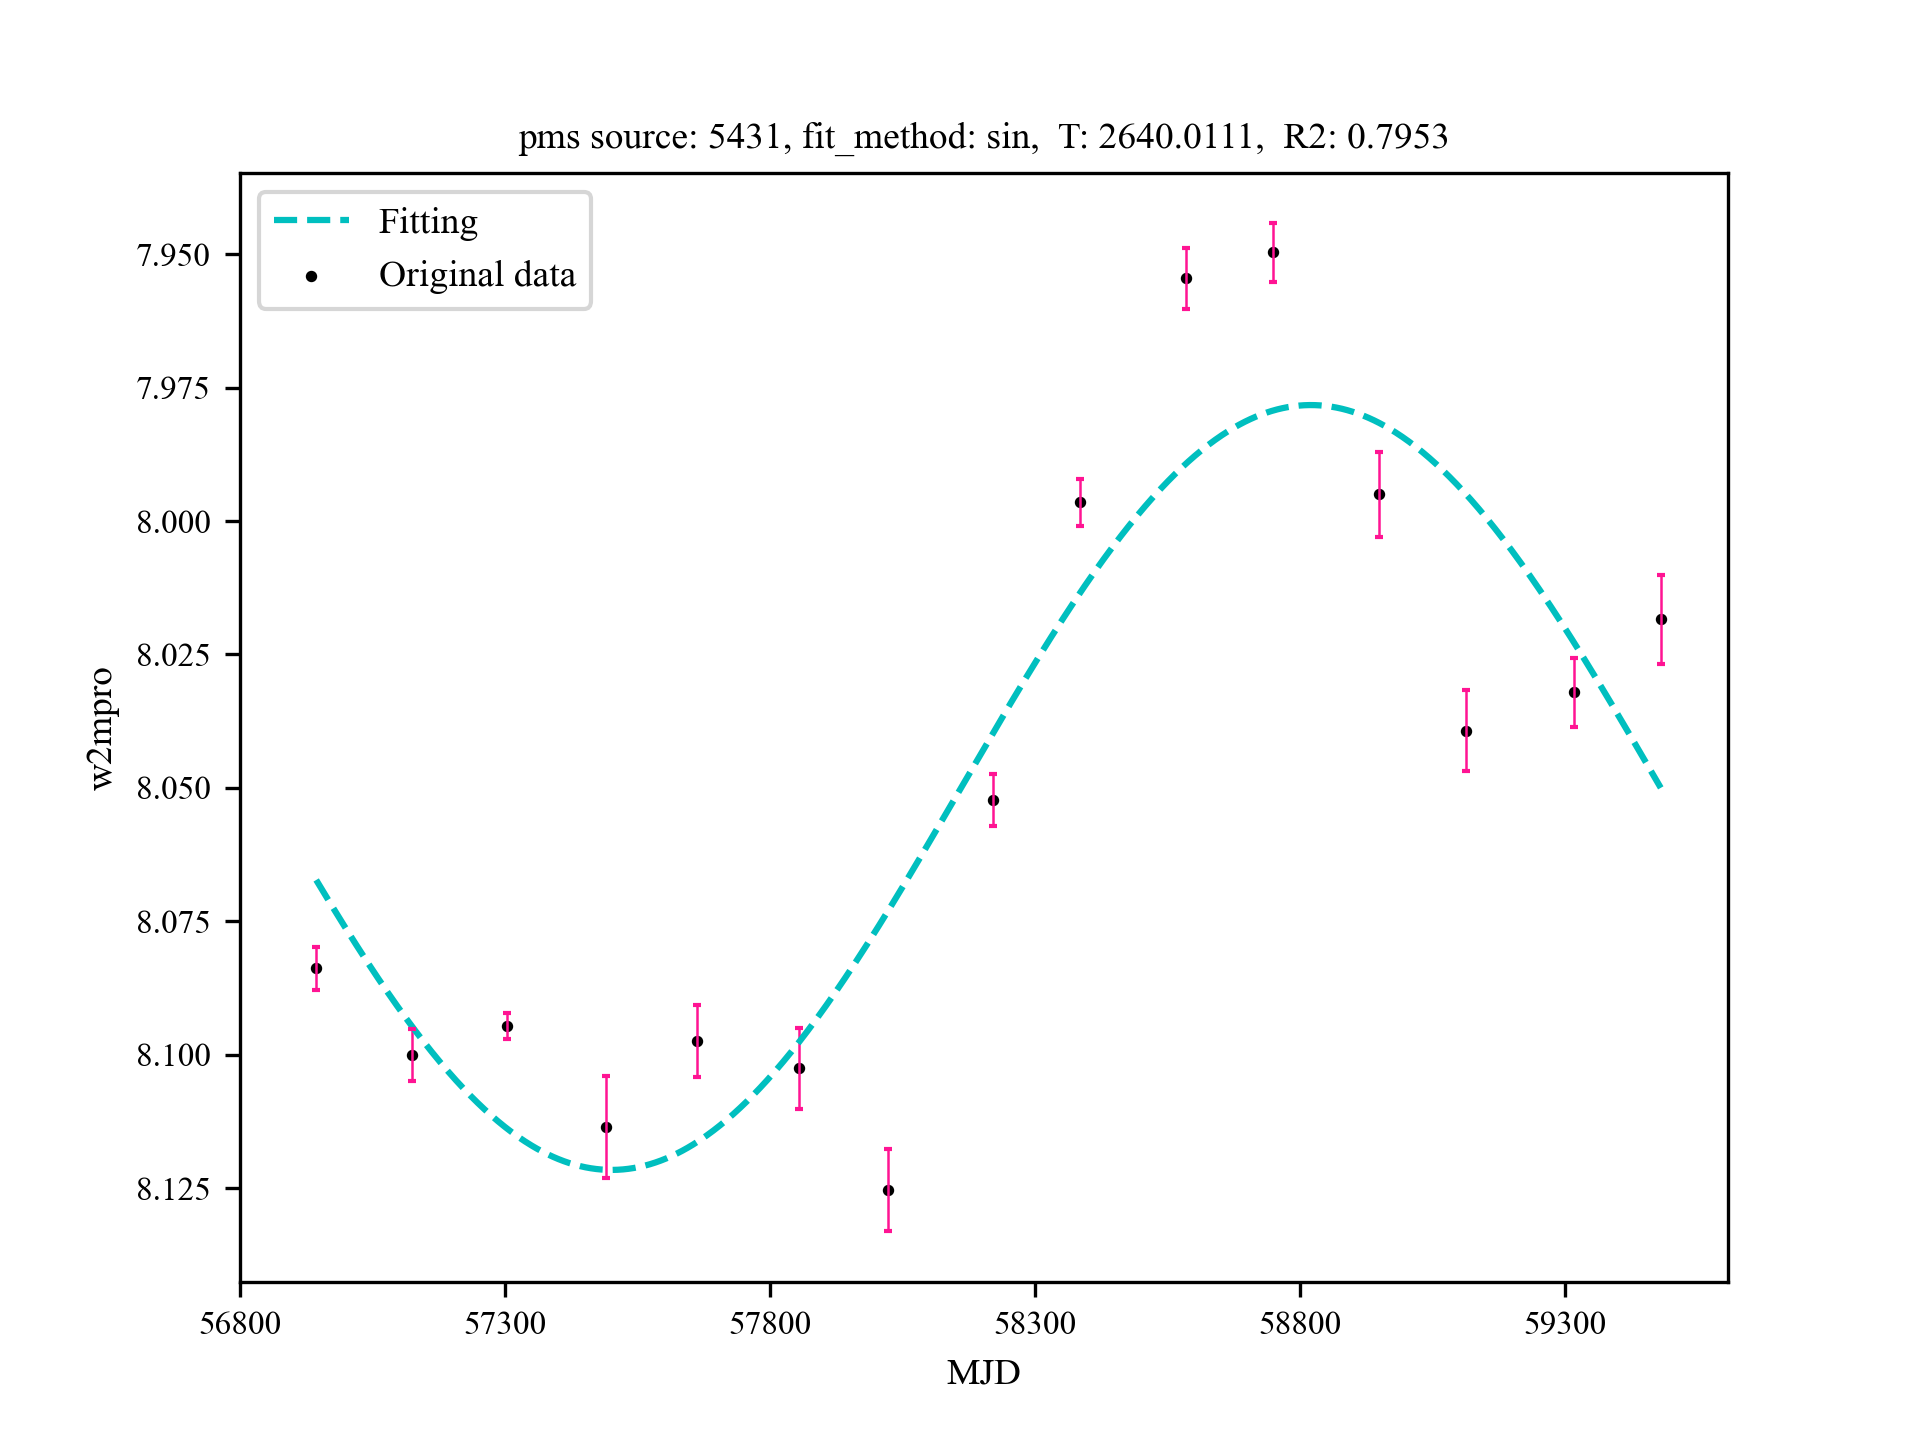 pms source: 5431, fit_method: sin,  T: 2640.0111,  R2: 0.7953
Fitting
Original data
7.950
7.975
8.000
8.025
8.050
8.075
8.100
8.125
w2mpro
56800
57300
57800
58300
58800
59300
MJD